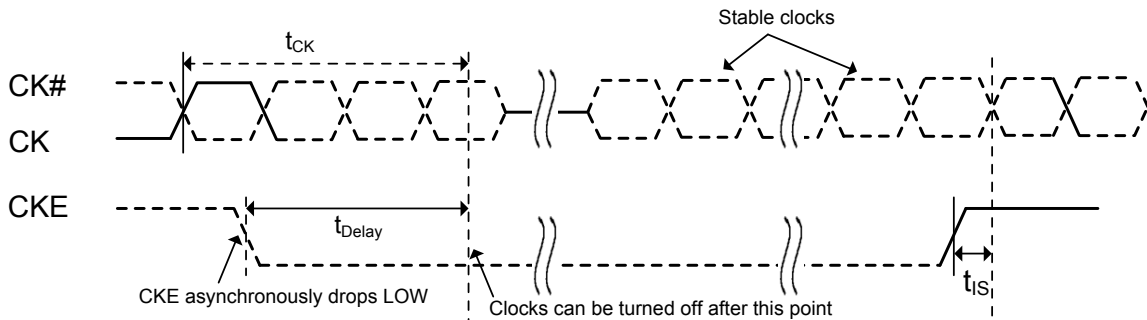 Stable clocks
tCK
CK#
CK
CKE
tDelay
tIS
CKE asynchronously drops LOW
Clocks can be turned off after this point